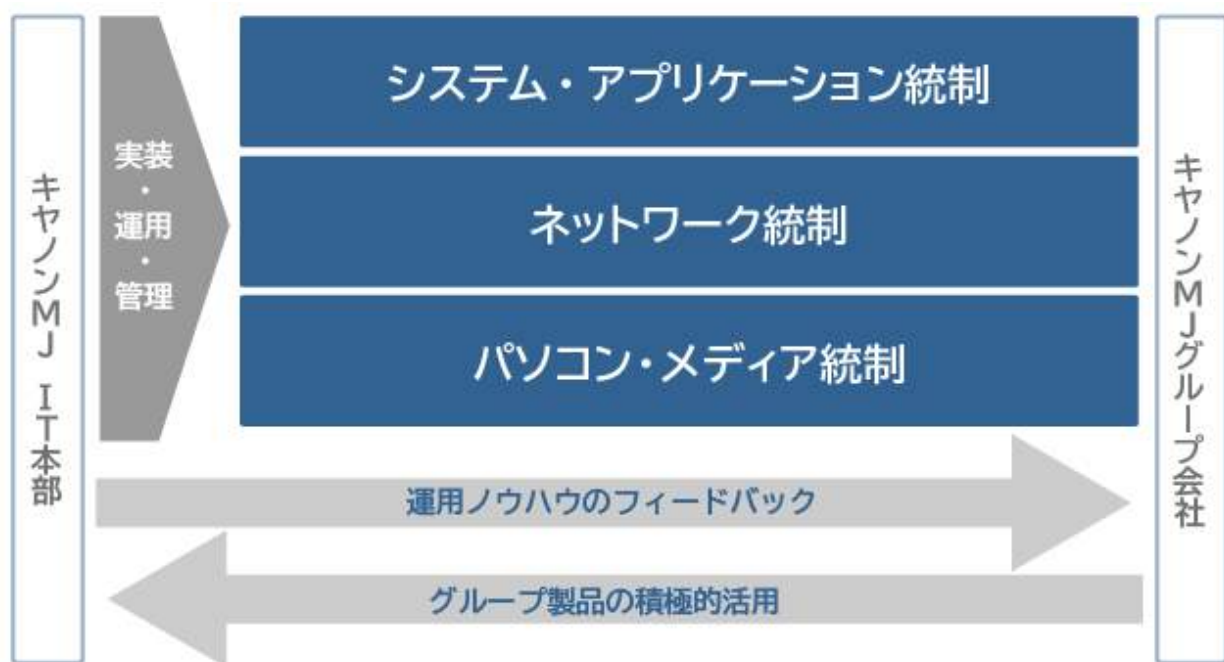 キヤノンMJ IT本部
実装
・
運用
・
管理
システム・アプリケーション統制
ネットワーク統制
パソコン・メディア統制
キヤノンMJグループ会社
運用ノウハウのフィードバック
グループ製品の積極的活用